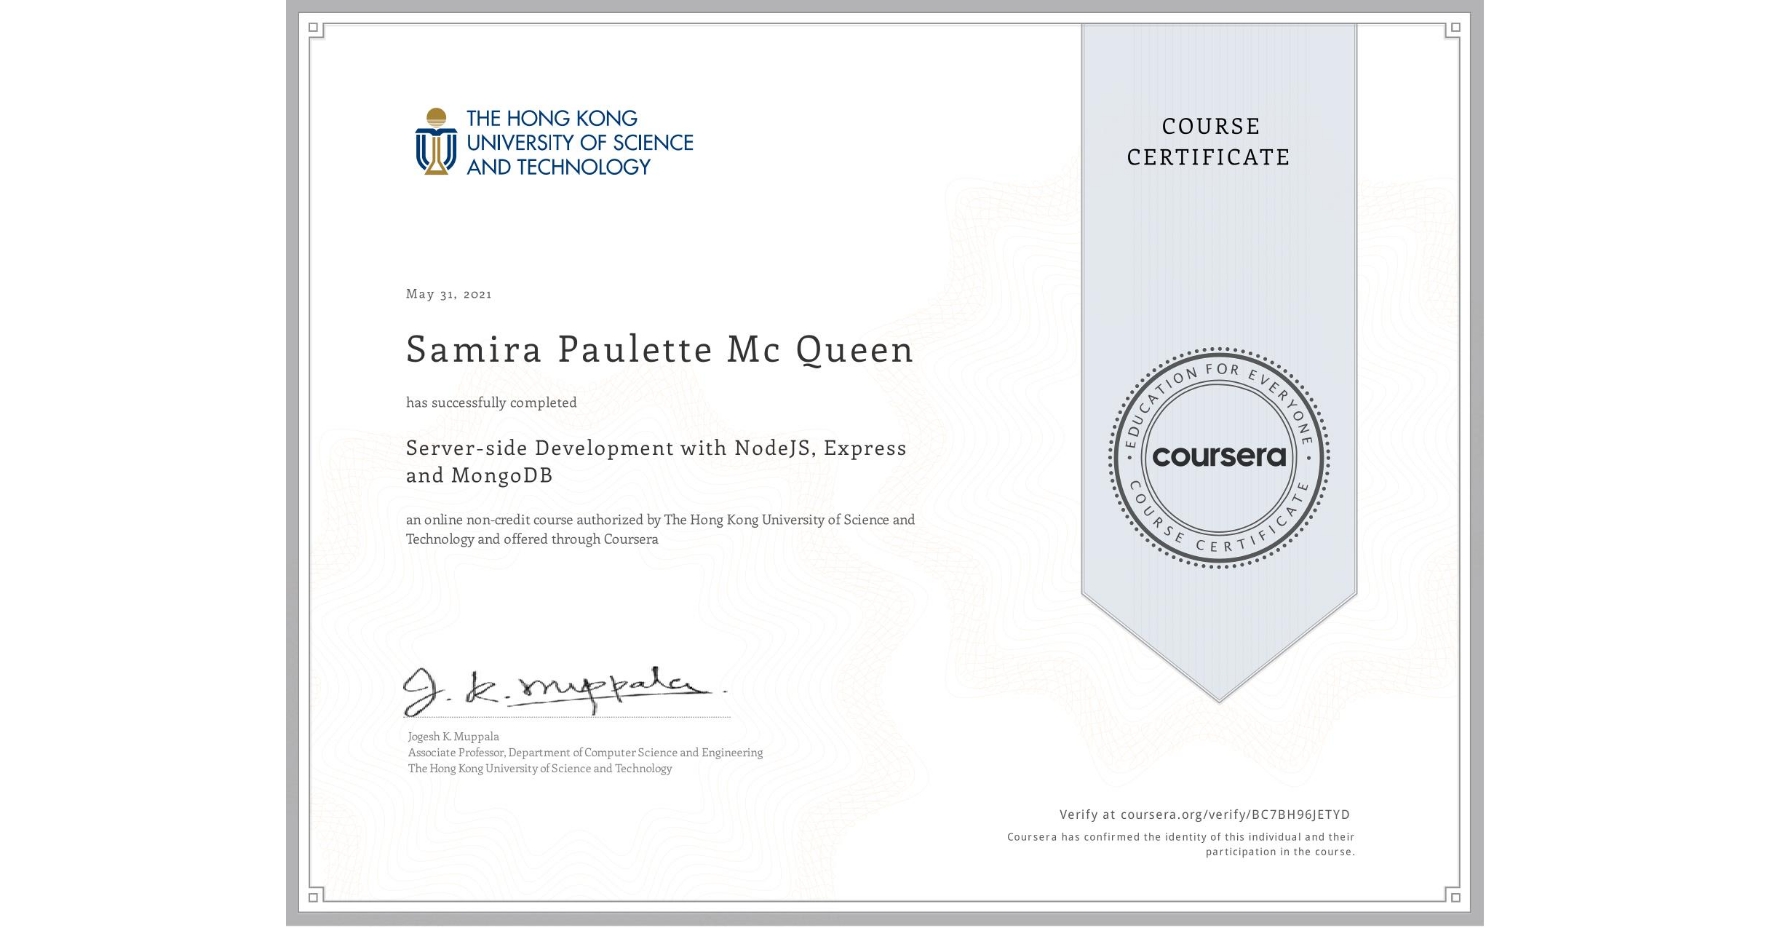 THE HONG KONG
UNIVERSITY OF SCIENCE
AND TECHNOLOGY
COURSE
CERTIFICATE
May 31, 2021
Samira Paulette Mc Queen
has successfully completed
Server-side Development with NodeJS, Express
and MongoDB
an online non-credit course authorized by The Hong Kong University of Science and
Technology and offered through Coursera
EDUCATION FOR EVERYONE
coursera
COURSE CERTIFICATE
J. K. Muppala
Jogesh K. Muppala
Associate Professor, Department of Computer Science and Engineering
The Hong Kong University of Science and Technology
Verify at coursera.org/verify/BC7BH96JETYD
Coursera has confirmed the identity of this individual and their
participation in the course.